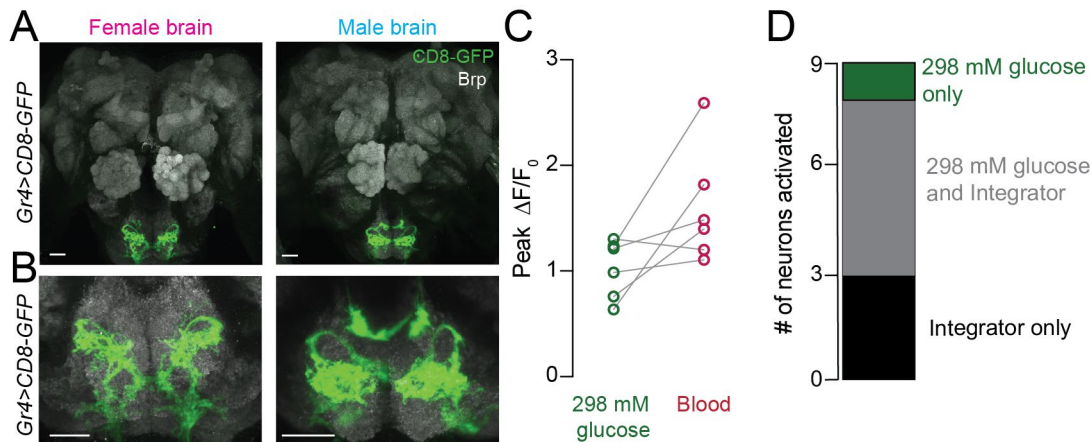 A
Female brain
Male brain
CD8-GFP
Brp
Gr4>CD8-GFP
B
Gr4>CD8-GFP
C
3
2
1
0
Peak ΔF/F0
298 mM
glucose
Blood
D
9
6
3
0
# of neurons activated
298 mM glucose
only
298 mM glucose
and Integrator
Integrator only